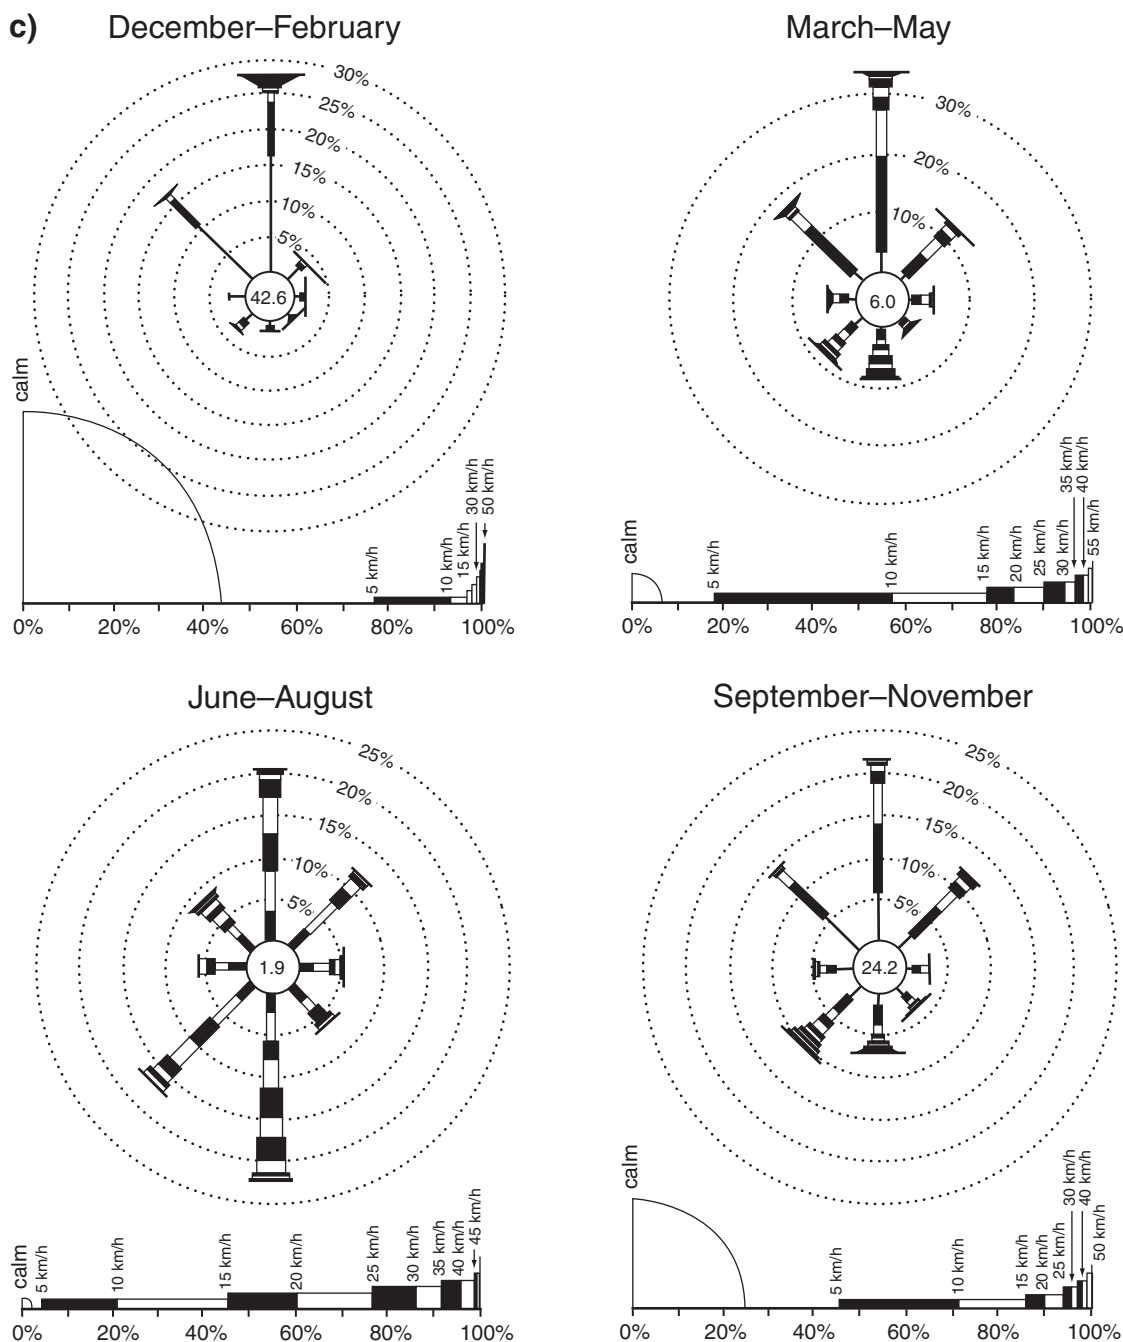 c)
December–February
30%
25%
20%
15%
10%
5%
42.6
calm
5 km/h
10 km/h
15 km/h
30 km/h
50 km/h
0% 20% 40% 60% 80% 100%
March–May
30%
20%
10%
6.0
calm
5 km/h
10 km/h
15 km/h
20 km/h
25 km/h
30 km/h
35 km/h
40 km/h
55 km/h
0% 20% 40% 60% 80% 100%
June–August
25%
20%
15%
10%
5%
1.9
calm
5 km/h
10 km/h
15 km/h
20 km/h
25 km/h
30 km/h
35 km/h
40 km/h
45 km/h
0% 20% 40% 60% 80% 100%
September–November
25%
20%
15%
10%
5%
24.2
calm
5 km/h
10 km/h
15 km/h
20 km/h
25 km/h
30 km/h
40 km/h
50 km/h
0% 20% 40% 60% 80% 100%